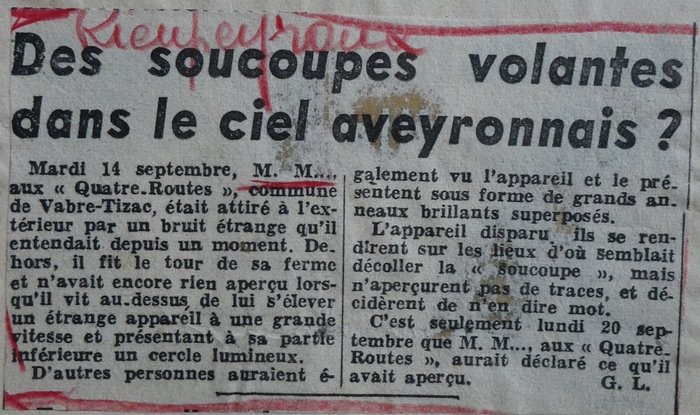 Rieupeyroux
Des soucoupes volantes
dans le ciel aveyronnais ?
Mardi 14 septembre, M. M...,
aux « Quatre-Routes », commune
de Vabre-Tizac, était attiré à l'ex-
térieur par un bruit étrange qu'il
entendait depuis un moment. De-
hors, il fit le tour de sa ferme
et n'avait encore rien aperçu lors-
qu'il vit au-dessus de lui s'élever
un étrange appareil à une grande
vitesse et présentant à sa partie
inférieure un cercle lumineux.
D'autres personnes auraient é-
galement vu l'appareil et le pré-
sentent sous forme de grands an-
neaux brillants superposés.
L'appareil disparu ils se ren-
dirent sur les lieux d'où semblait
décoller la « soucoupe », mais
n'aperçurent pas de traces, et dé-
cidèrent de n'en dire mot.
C'est seulement lundi 20 sep-
tembre que M. M..., aux « Quatre-
Routes », aurait déclaré ce qu'il
avait aperçu. G. L.